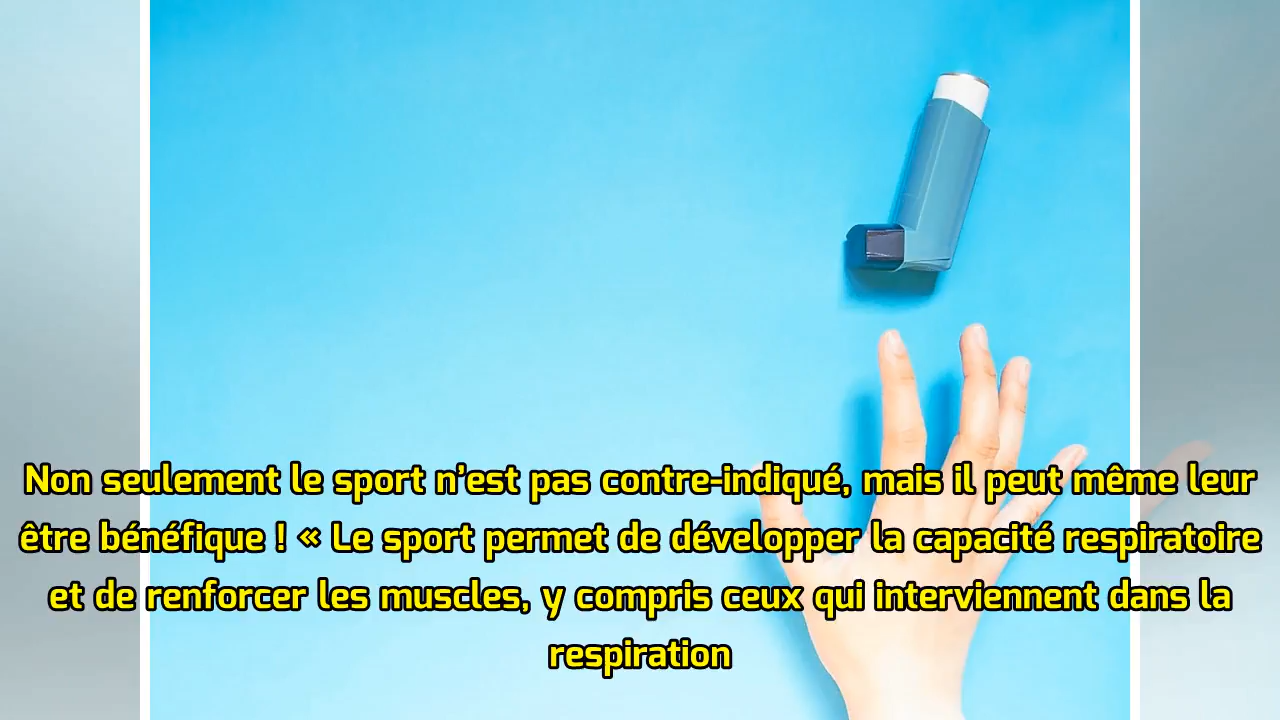 Non seulement le sport n’est pas contre-indiqué, mais il peut même leur
être bénéfique ! « Le sport permet de développer la capacité respiratoire
et de renforcer les muscles, y compris ceux qui interviennent dans la
respiration